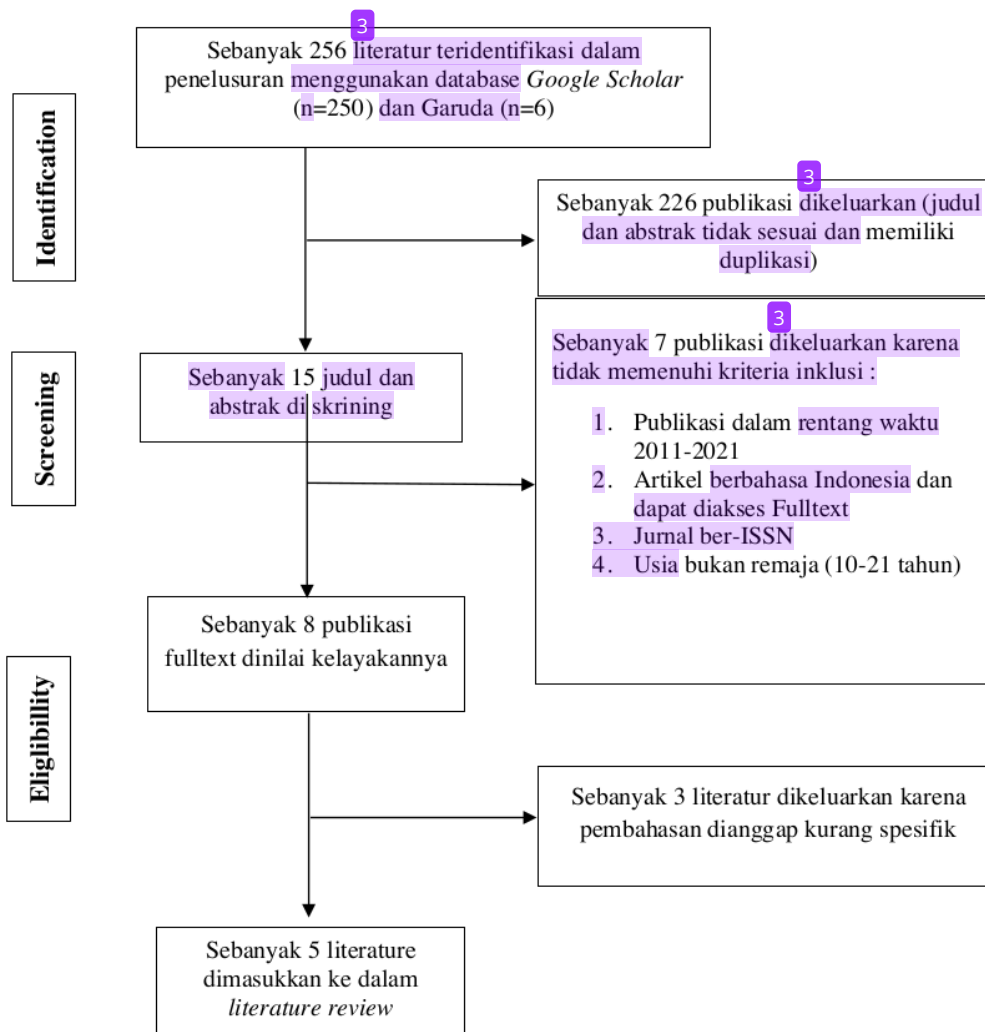 3
Sebanyak 256 literatur teridentifikasi dalam
penelusuran menggunakan database Google Scholar
(n=250) dan Garuda (n=6)
Identification
3
Sebanyak 226 publikasi dikeluarkan (judul
dan abstrak tidak sesuai dan memiliki
duplikasi)
3
Sebanyak 7 publikasi dikeluarkan karena
tidak memenuhi kriteria inklusi :
1. Publikasi dalam rentang waktu
2011-2021
2. Artikel berbahasa Indonesia dan
dapat diakses Fulltext
3. Jurnal ber-ISSN
4. Usia bukan remaja (10-21 tahun)
Screening
Sebanyak 15 judul dan
abstrak di skrining
Sebanyak 8 publikasi
fulltext dinilai kelayakannya
Eliglibillity
Sebanyak 3 literatur dikeluarkan karena
pembahasan dianggap kurang spesifik
Sebanyak 5 literature
dimasukkan ke dalam
literature review